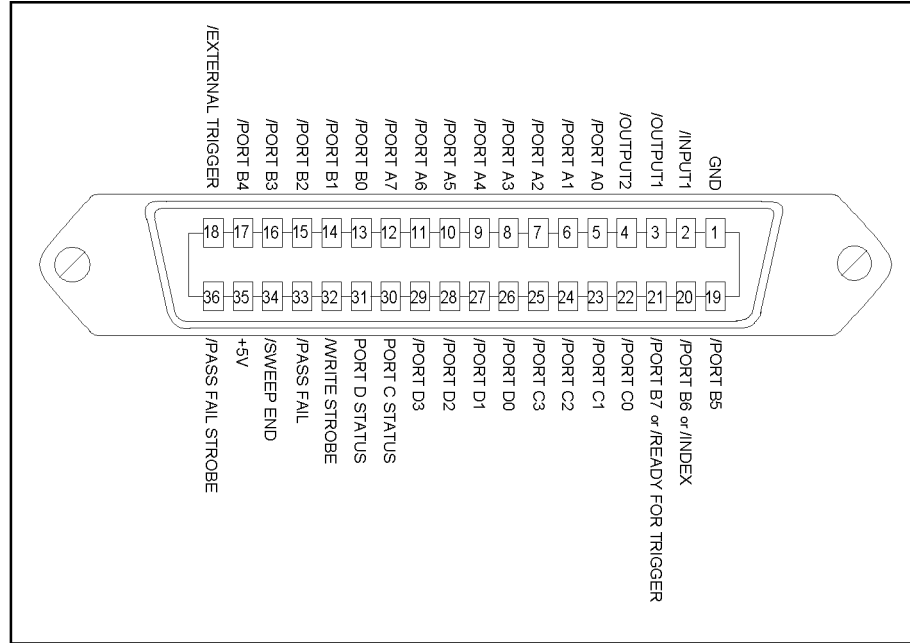 /EXTERNAL TRIGGER
/PORT B4
/PORT B3
/PORT B2
/PORT B1
/PORT B0
/PORT A7
/PORT A6
/PORT A5
/PORT A4
/PORT A3
/PORT A2
/PORT A1
/PORT A0
/OUTPUT2
/OUTPUT1
/INPUT1
GND
18 17 16 15 14 13 12 11 10 9 8 7 6 5 4 3 2 1
36 35 34 33 32 31 30 29 28 27 26 25 24 23 22 21 20 19
/PASS FAIL STROBE
+5V
/SWEEP END
/PASS FAIL
/WRITE STROBE
PORT D STATUS
PORT C STATUS
/PORT D3
/PORT D2
/PORT D1
/PORT D0
/PORT C3
/PORT C2
/PORT C1
/PORT C0
/PORT B7 or /READY FOR TRIGGER
/PORT B6 or /INDEX
/PORT B5